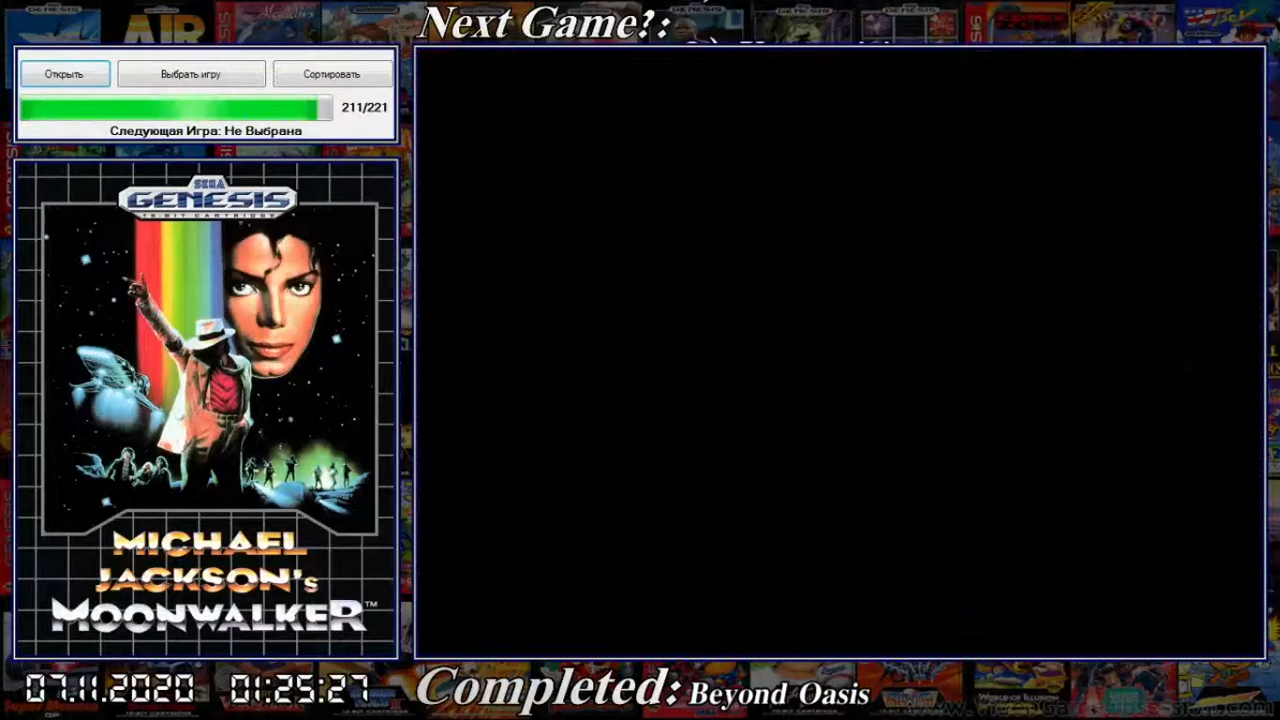 Next Game?:
Открыть
Выбрать игру
Сортировать
211/221
Следующая Игра: Не Выбрана
SEGA
GENESIS
16-BIT CARTRIDGE
MICHAEL
JACKSON's
MOONWALKER™
07.11.2020 01:25:27
Completed: Beyond Oasis